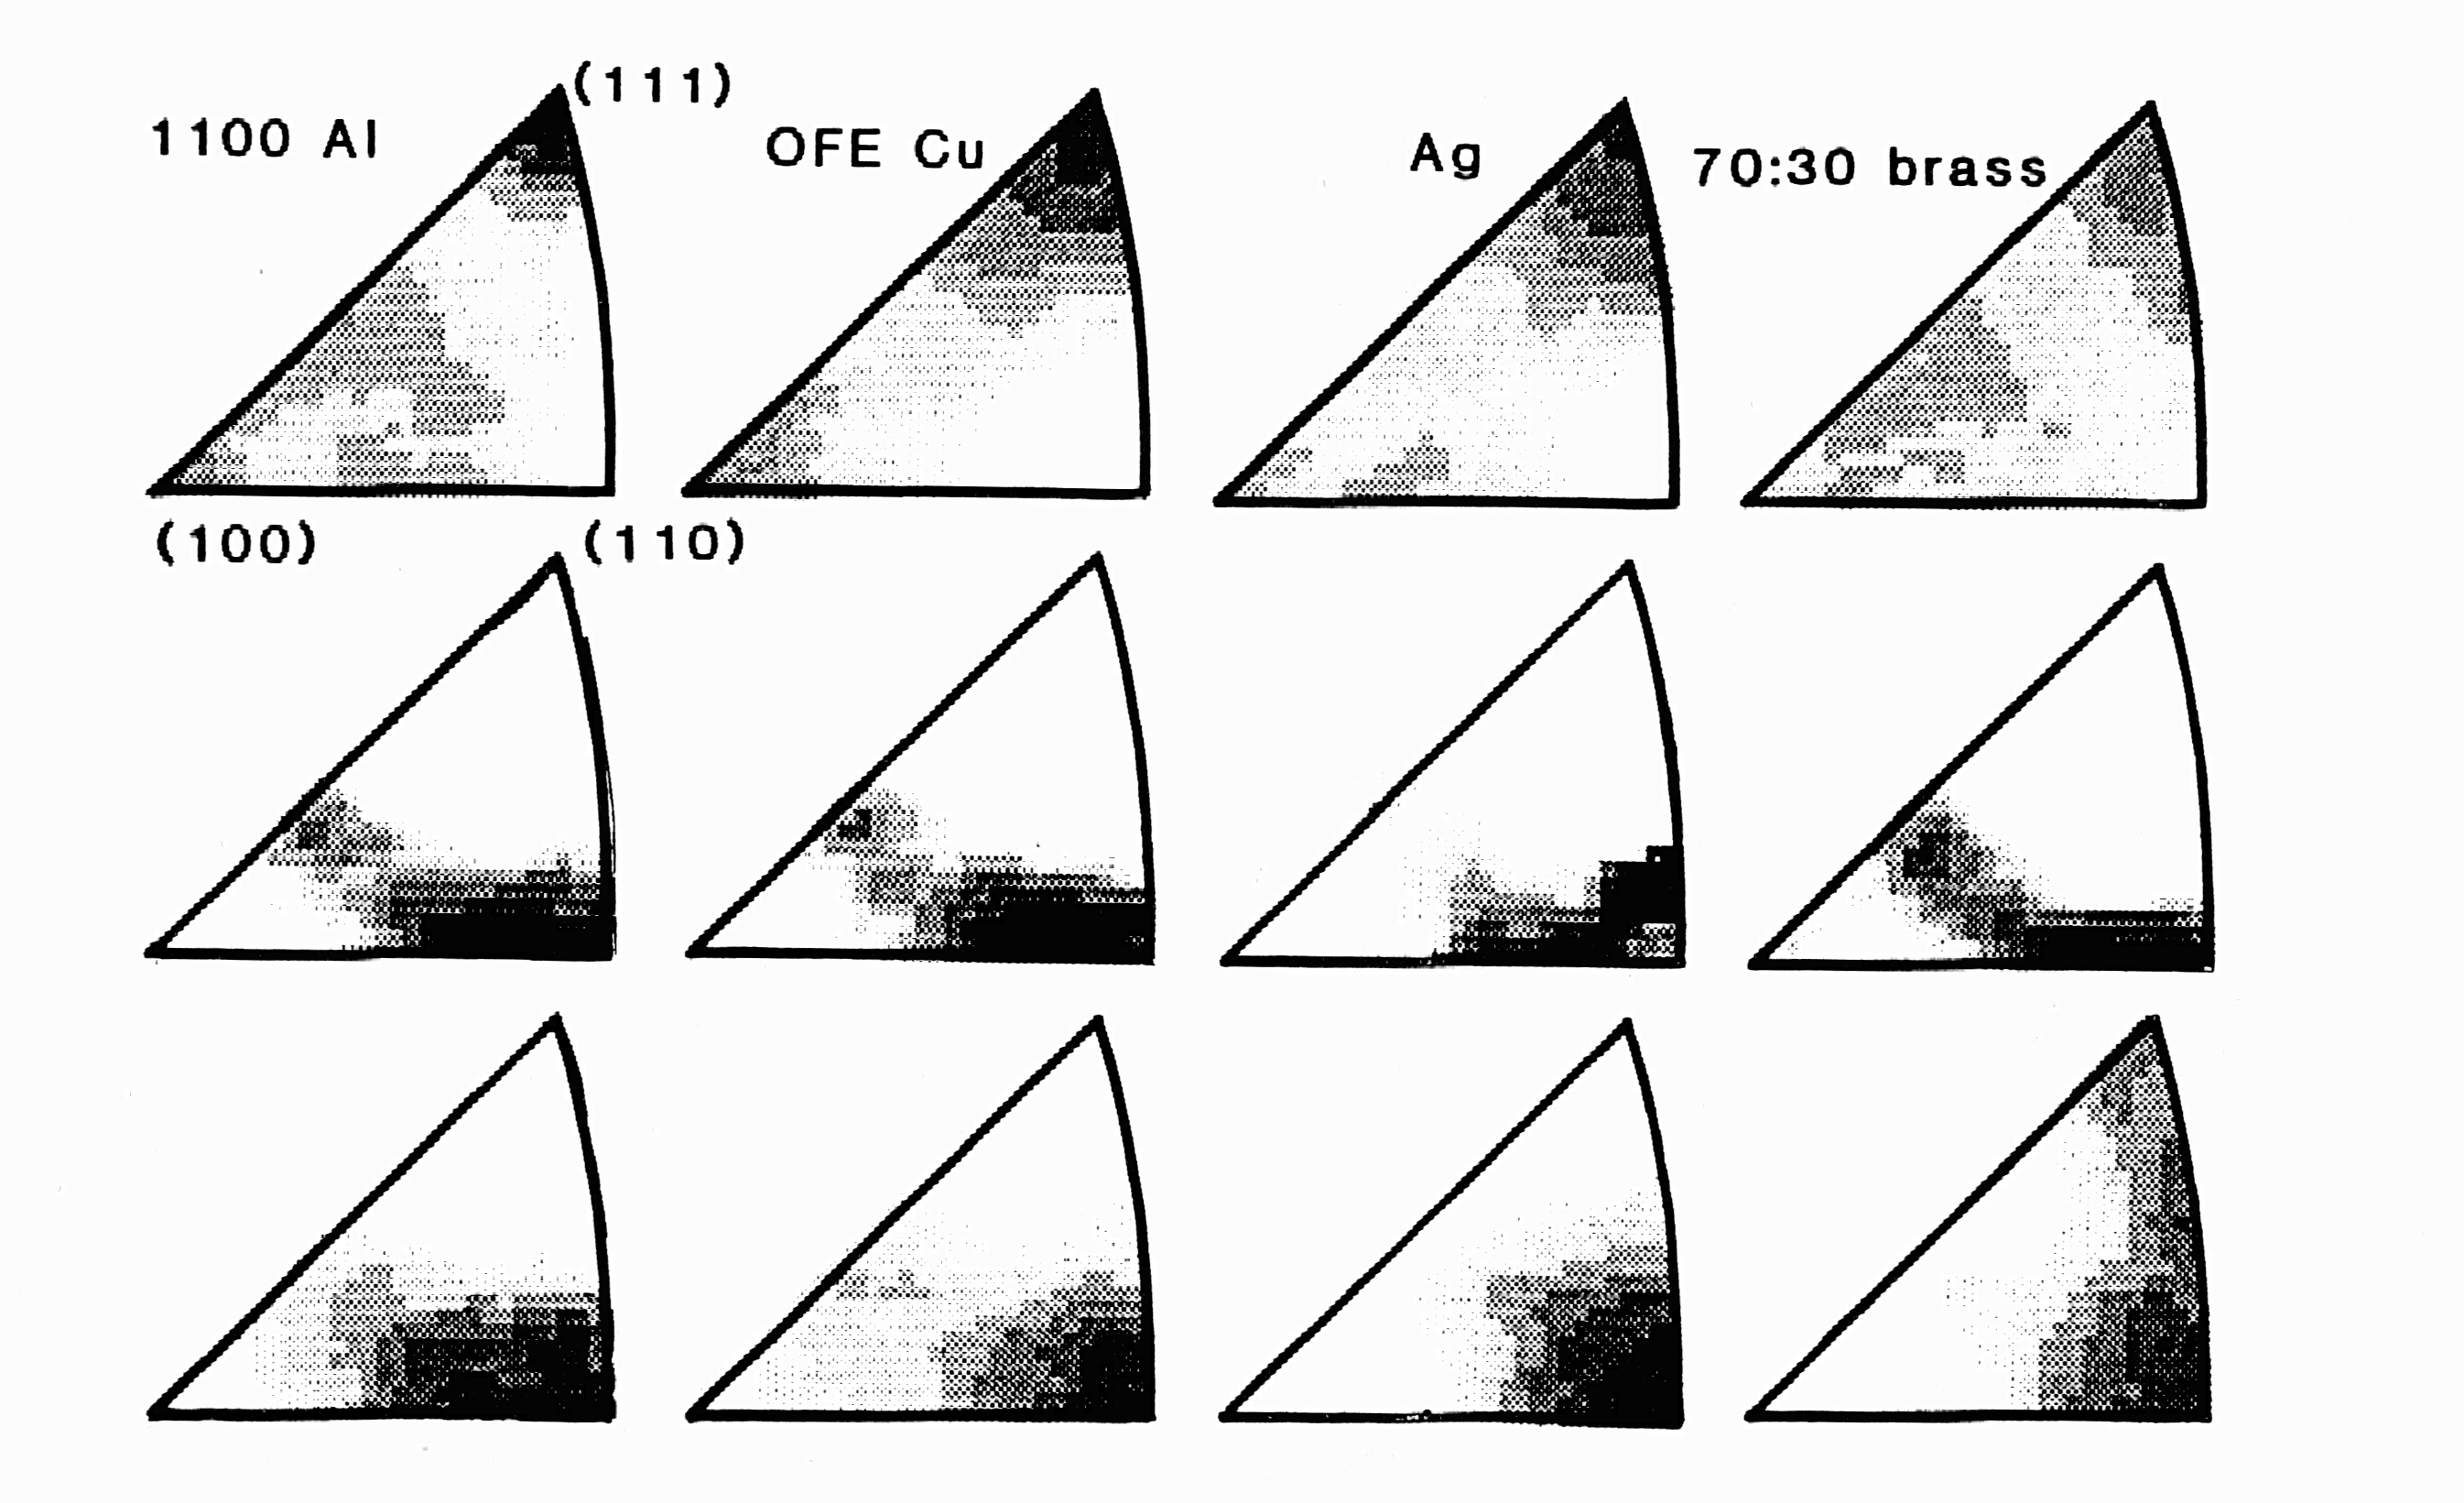 (111)
1100 Al
OFE Cu
Ag
70:30 brass
(100)
(110)